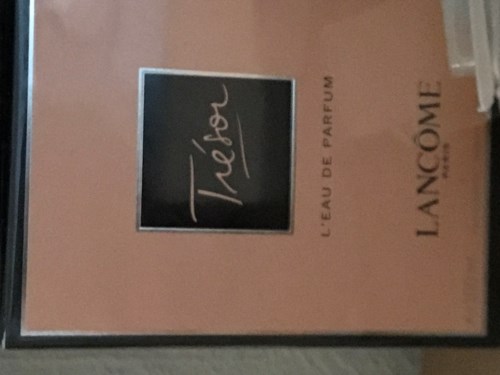 Trésor
L'EAU DE PARFUM
LANCÔME
PARIS